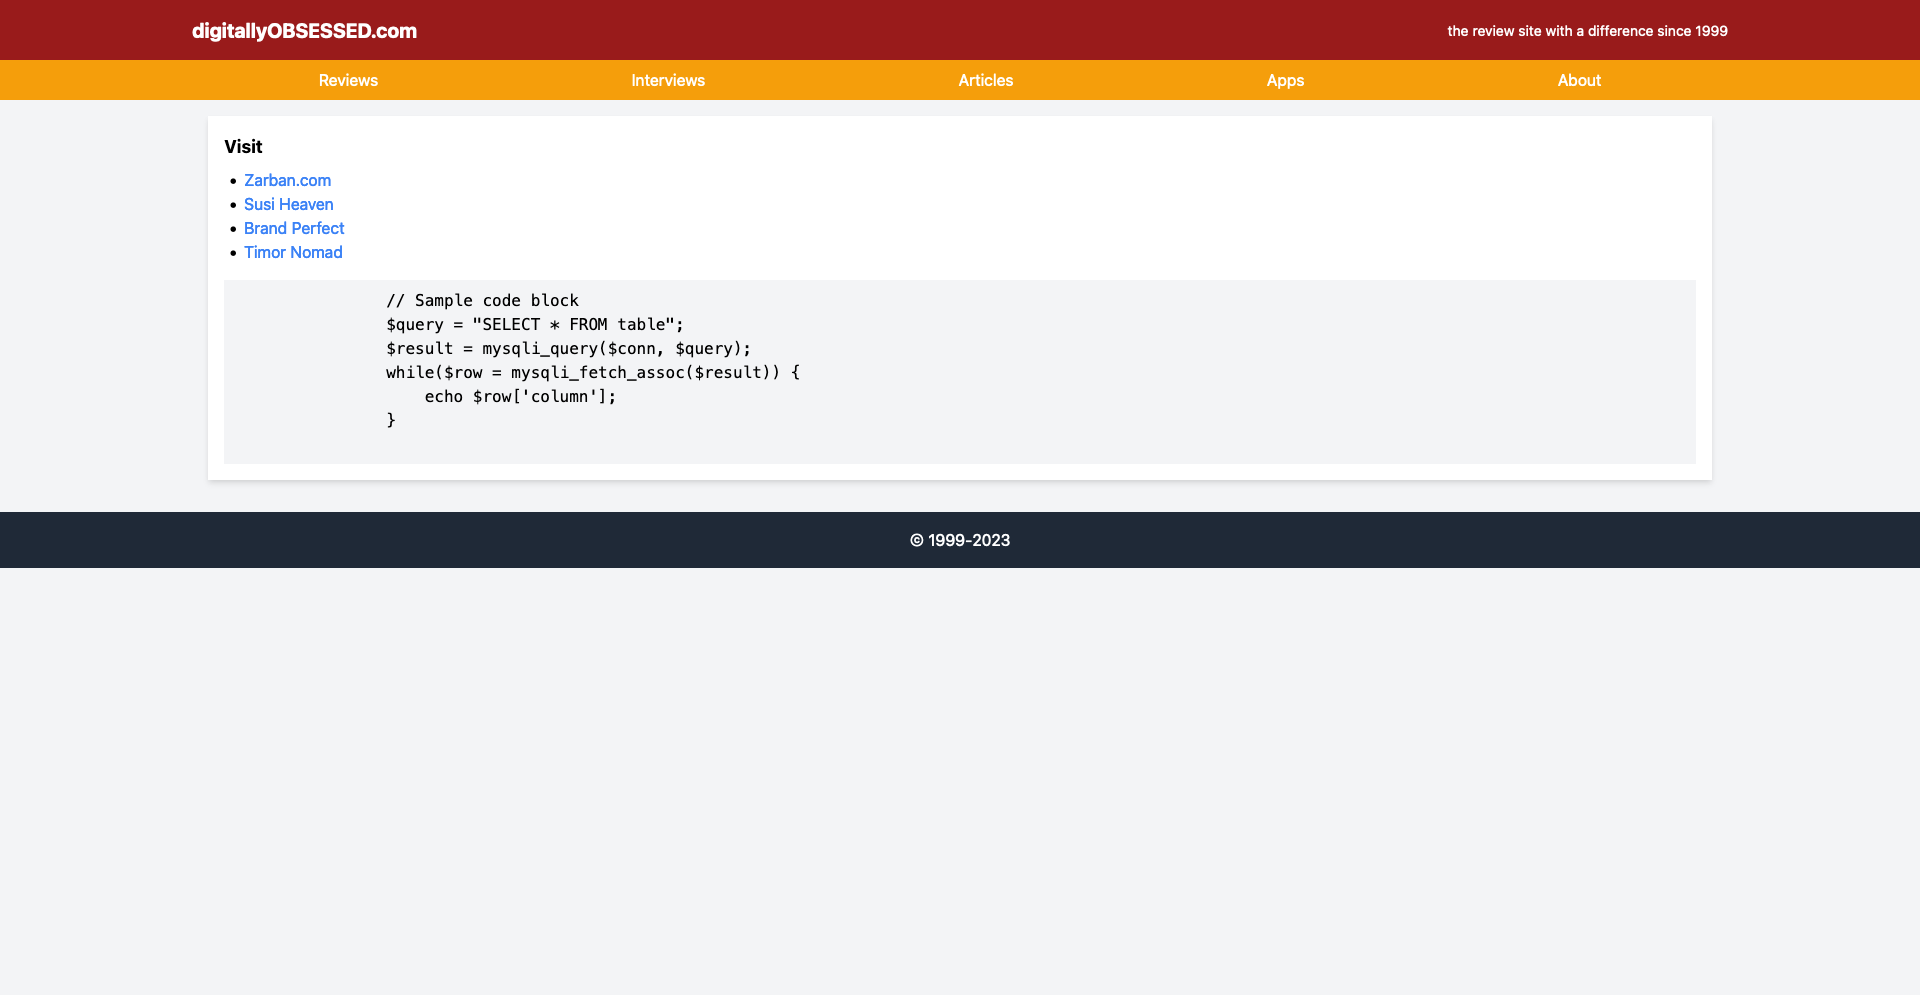 digitallyOBSESSED.com
the review site with a difference since 1999
Reviews Interviews Articles Apps About
Visit
• Zarban.com
• Susi Heaven
• Brand Perfect
• Timor Nomad
// Sample code block
$query = "SELECT * FROM table";
$result = mysqli_query($conn, $query);
while($row = mysqli_fetch_assoc($result)) {
    echo $row['column'];
}
© 1999-2023